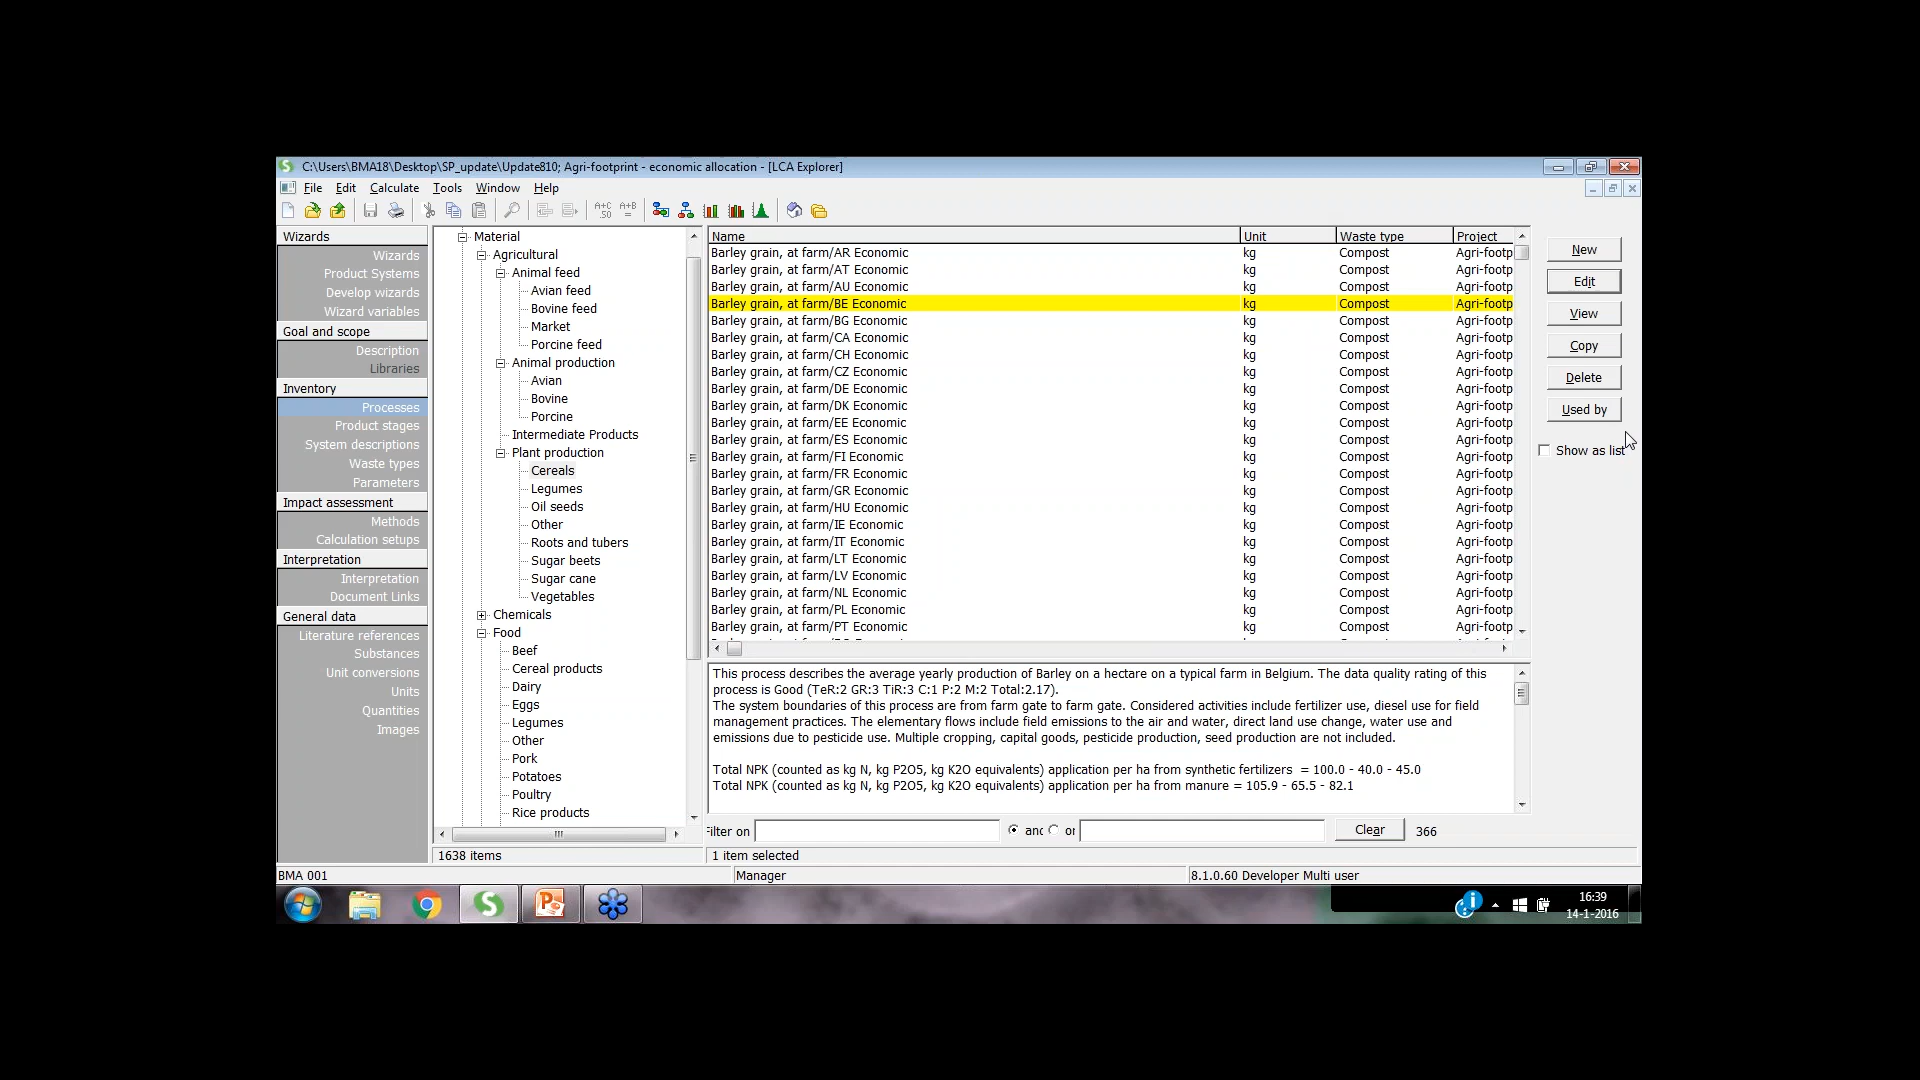 C:\Users\BMA18\Desktop\SP_update\Update810; Agri-footprint - economic allocation - [LCA Explorer]
File Edit Calculate Tools Window Help
A+C .50 A+B =
Wizards
Wizards
Product Systems
Develop wizards
Wizard variables
Goal and scope
Description
Libraries
Inventory
Processes
Product stages
System descriptions
Waste types
Parameters
Impact assessment
Methods
Calculation setups
Interpretation
Interpretation
Document Links
General data
Literature references
Substances
Unit conversions
Units
Quantities
Images
Material
Agricultural
Animal feed
Avian feed
Bovine feed
Market
Porcine feed
Animal production
Avian
Bovine
Porcine
Intermediate Products
Plant production
Cereals
Legumes
Oil seeds
Other
Roots and tubers
Sugar beets
Sugar cane
Vegetables
Chemicals
Food
Beef
Cereal products
Dairy
Eggs
Legumes
Other
Pork
Potatoes
Poultry
Rice products
1638 items
Name Unit Waste type Project
Barley grain, at farm/AR Economic kg Compost Agri-footp
Barley grain, at farm/AT Economic kg Compost Agri-footp
Barley grain, at farm/AU Economic kg Compost Agri-footp
Barley grain, at farm/BE Economic kg Compost Agri-footp
Barley grain, at farm/BG Economic kg Compost Agri-footp
Barley grain, at farm/CA Economic kg Compost Agri-footp
Barley grain, at farm/CH Economic kg Compost Agri-footp
Barley grain, at farm/CZ Economic kg Compost Agri-footp
Barley grain, at farm/DE Economic kg Compost Agri-footp
Barley grain, at farm/DK Economic kg Compost Agri-footp
Barley grain, at farm/EE Economic kg Compost Agri-footp
Barley grain, at farm/ES Economic kg Compost Agri-footp
Barley grain, at farm/FI Economic kg Compost Agri-footp
Barley grain, at farm/FR Economic kg Compost Agri-footp
Barley grain, at farm/GR Economic kg Compost Agri-footp
Barley grain, at farm/HU Economic kg Compost Agri-footp
Barley grain, at farm/IE Economic kg Compost Agri-footp
Barley grain, at farm/IT Economic kg Compost Agri-footp
Barley grain, at farm/LT Economic kg Compost Agri-footp
Barley grain, at farm/LV Economic kg Compost Agri-footp
Barley grain, at farm/NL Economic kg Compost Agri-footp
Barley grain, at farm/PL Economic kg Compost Agri-footp
Barley grain, at farm/PT Economic kg Compost Agri-footp
This process describes the average yearly production of Barley on a hectare on a typical farm in Belgium. The data quality rating of this
process is Good (TeR:2 GR:3 TiR:3 C:1 P:2 M:2 Total:2.17).
The system boundaries of this process are from farm gate to farm gate. Considered activities include fertilizer use, diesel use for field
management practices. The elementary flows include field emissions to the air and water, direct land use change, water use and
emissions due to pesticide use. Multiple cropping, capital goods, pesticide production, seed production are not included.
Total NPK (counted as kg N, kg P2O5, kg K2O equivalents) application per ha from synthetic fertilizers = 100.0 - 40.0 - 45.0
Total NPK (counted as kg N, kg P2O5, kg K2O equivalents) application per ha from manure = 105.9 - 65.5 - 82.1
Filter on and or Clear 366
1 item selected
New
Edit
View
Copy
Delete
Used by
Show as list
BMA 001 Manager 8.1.0.60 Developer Multi user
16:39
14-1-2016